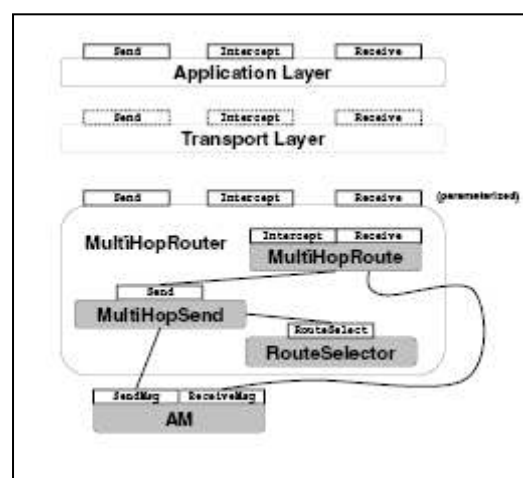 Send Intercept Receive
Application Layer
Send Intercept Receive
Transport Layer
Send Intercept Receive (parameterized)
MultiHopRouter
Intercept Receive
MultiHopRoute
Send
MultiHopSend
RouteSelect
RouteSelector
SendMsg ReceiveMsg
AM